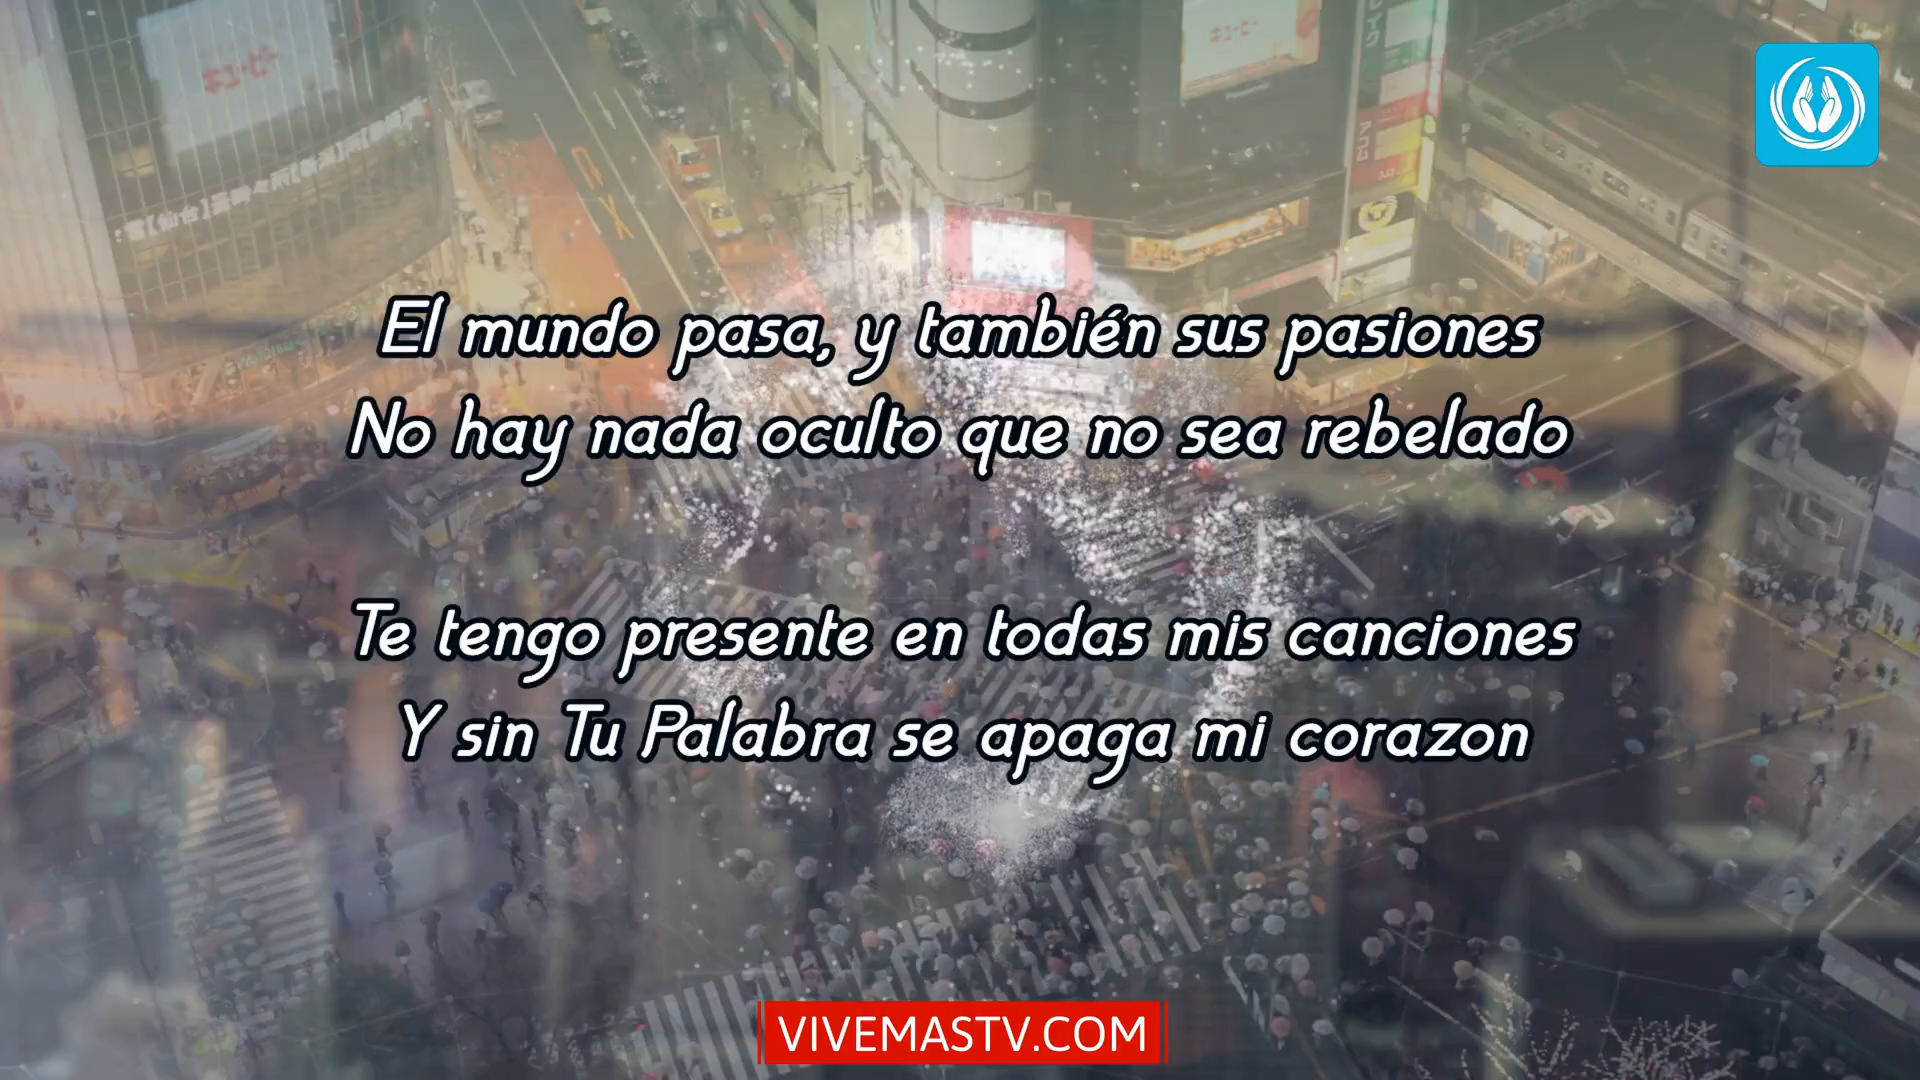 El mundo pasa, y también sus pasiones
No hay nada oculto que no sea rebelado
Te tengo presente en todas mis canciones
Y sin Tu Palabra se apaga mi corazon
VIVEMASTV.COM